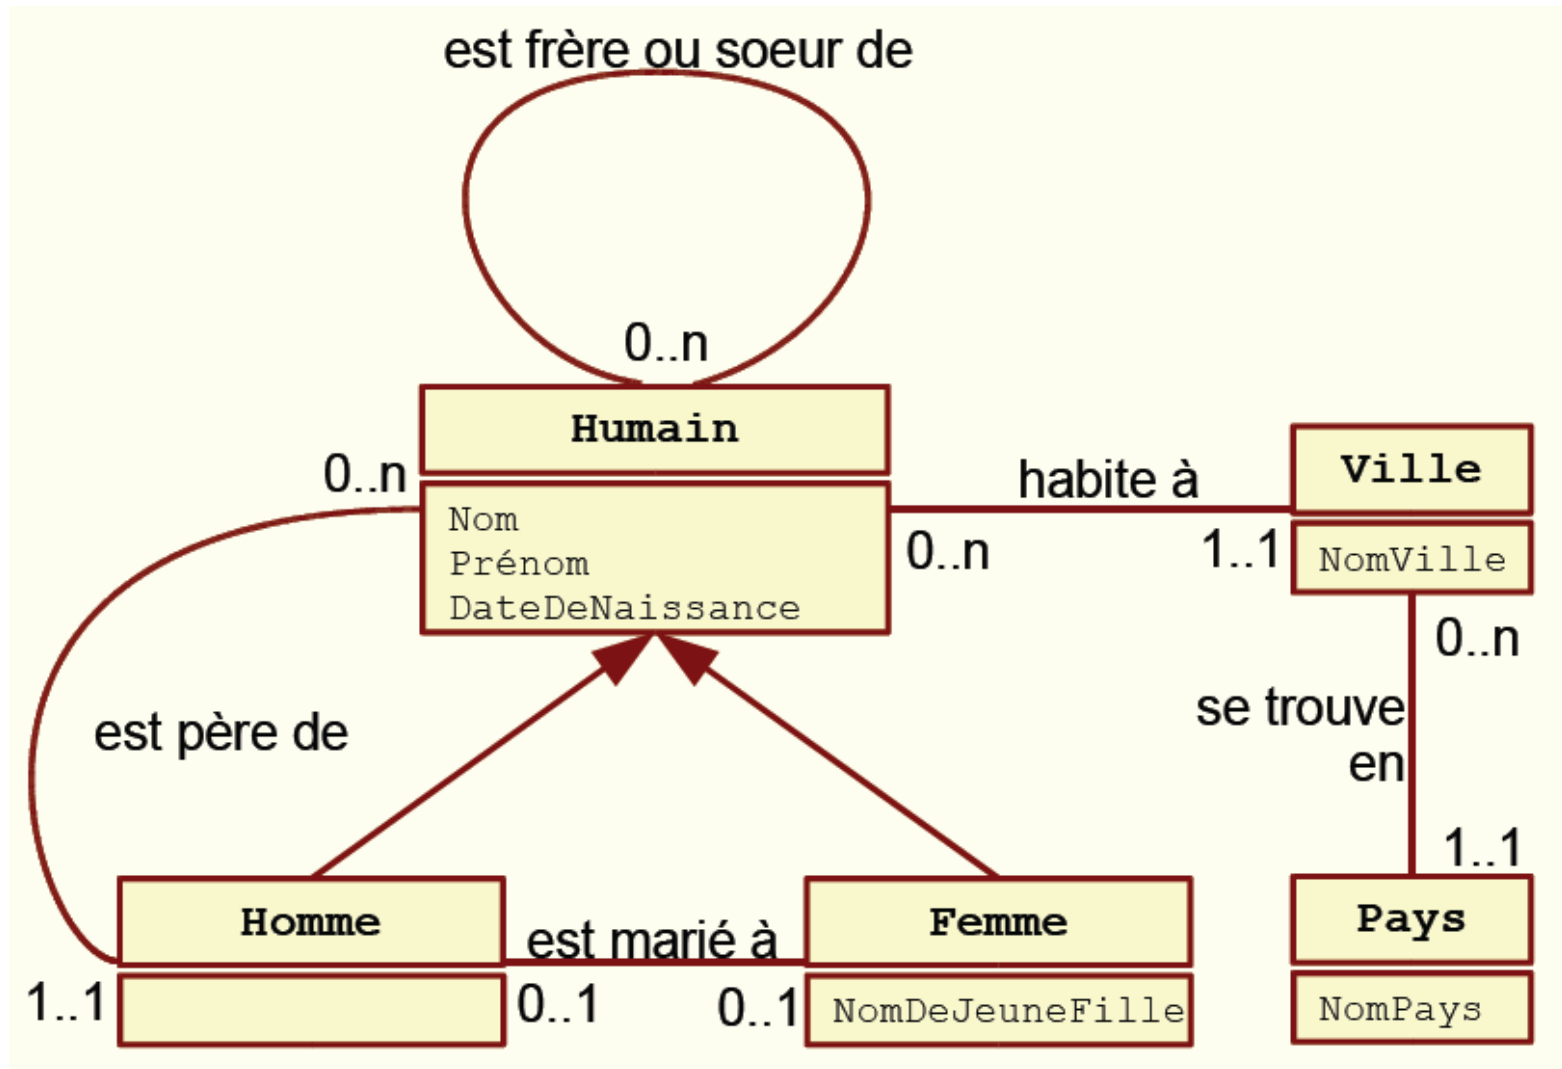 est frère ou soeur de
0..n
Humain
0..n
Nom
Prénom
DateDeNaissance
habite à
0..n
1..1
Ville
NomVille
0..n
se trouve
en
1..1
est père de
Homme
1..1
est marié à
0..1
0..1
Femme
NomDeJeuneFille
Pays
NomPays